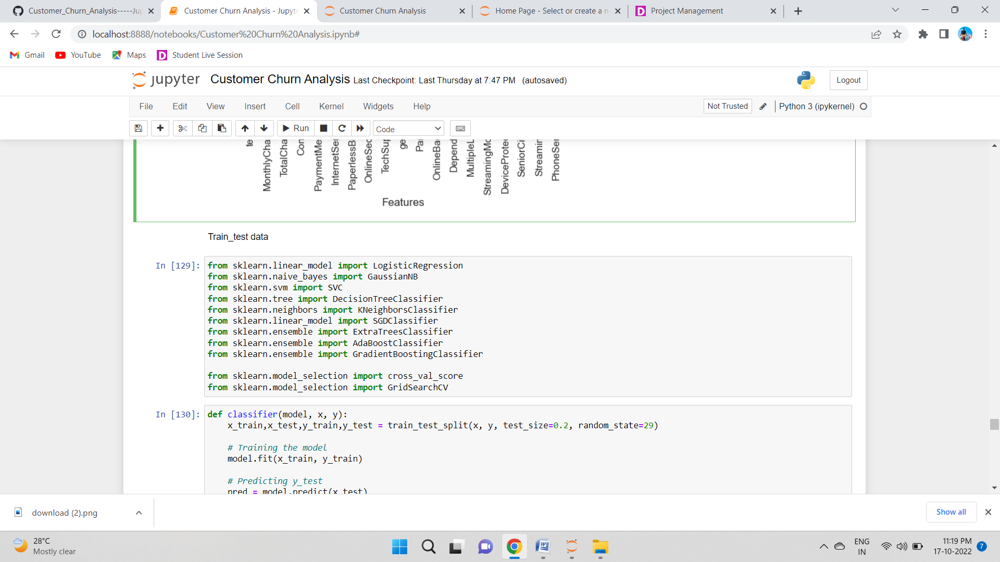 Customer_Churn_Analysis-----Ju
Customer Churn Analysis - Jupyt
Customer Churn Analysis
Home Page - Select or create a n
Project Management
localhost:8888/notebooks/Customer%20Churn%20Analysis.ipynb#
Gmail
YouTube
Maps
Student Live Session
jupyter
Customer Churn Analysis Last Checkpoint: Last Thursday at 7:47 PM (autosaved)
Logout
File
Edit
View
Insert
Cell
Kernel
Widgets
Help
Not Trusted
Python 3 (ipykernel)
Run
Code
te
MonthlyCha
TotalCha
Con
PaymentMe
InternetSer
PaperlessB
OnlineSec
TechSup
ge
Par
OnlineBa
Depend
MultipleL
StreamingMo
DeviceProtec
SeniorCi
Streamin
PhoneSer
Features
Train_test data
In [129]:
from sklearn.linear_model import LogisticRegression
from sklearn.naive_bayes import GaussianNB
from sklearn.svm import SVC
from sklearn.tree import DecisionTreeClassifier
from sklearn.neighbors import KNeighborsClassifier
from sklearn.linear_model import SGDClassifier
from sklearn.ensemble import ExtraTreesClassifier
from sklearn.ensemble import AdaBoostClassifier
from sklearn.ensemble import GradientBoostingClassifier
from sklearn.model_selection import cross_val_score
from sklearn.model_selection import GridSearchCV
In [130]:
def classifier(model, x, y):
x_train,x_test,y_train,y_test = train_test_split(x, y, test_size=0.2, random_state=29)
# Training the model
model.fit(x_train, y_train)
# Predicting y_test
pred = model.predict(x_test)
download (2).png
Show all
28°C
Mostly clear
ENG
IN
11:19 PM
17-10-2022
7